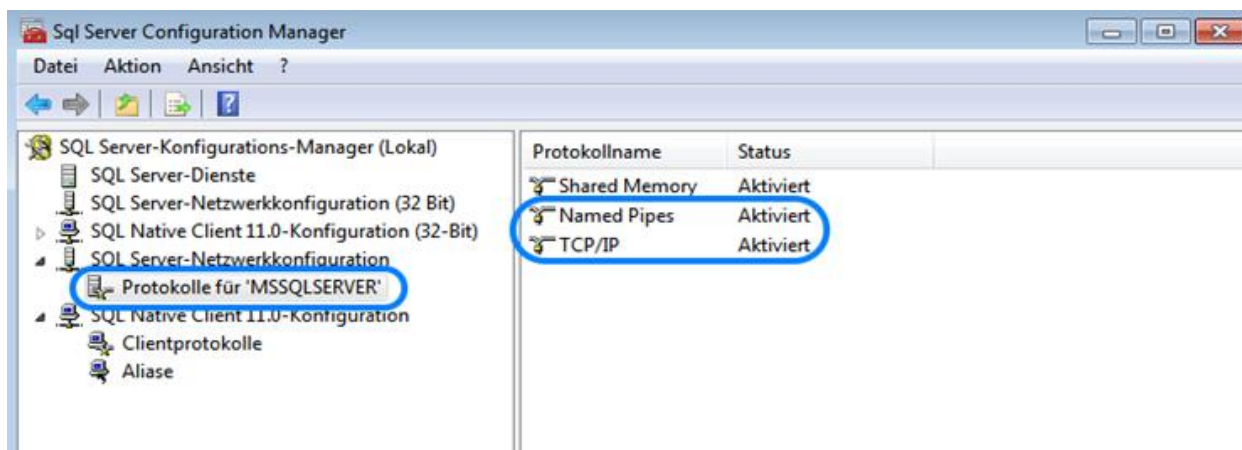 Sql Server Configuration Manager
Datei Aktion Ansicht ?
SQL Server-Konfigurations-Manager (Lokal)
SQL Server-Dienste
SQL Server-Netzwerkkonfiguration (32 Bit)
SQL Native Client 11.0-Konfiguration (32-Bit)
SQL Server-Netzwerkkonfiguration
Protokolle für 'MSSQLSERVER'
SQL Native Client 11.0-Konfiguration
Clientprotokolle
Aliase
Protokollname Status
Shared Memory Aktiviert
Named Pipes Aktiviert
TCP/IP Aktiviert